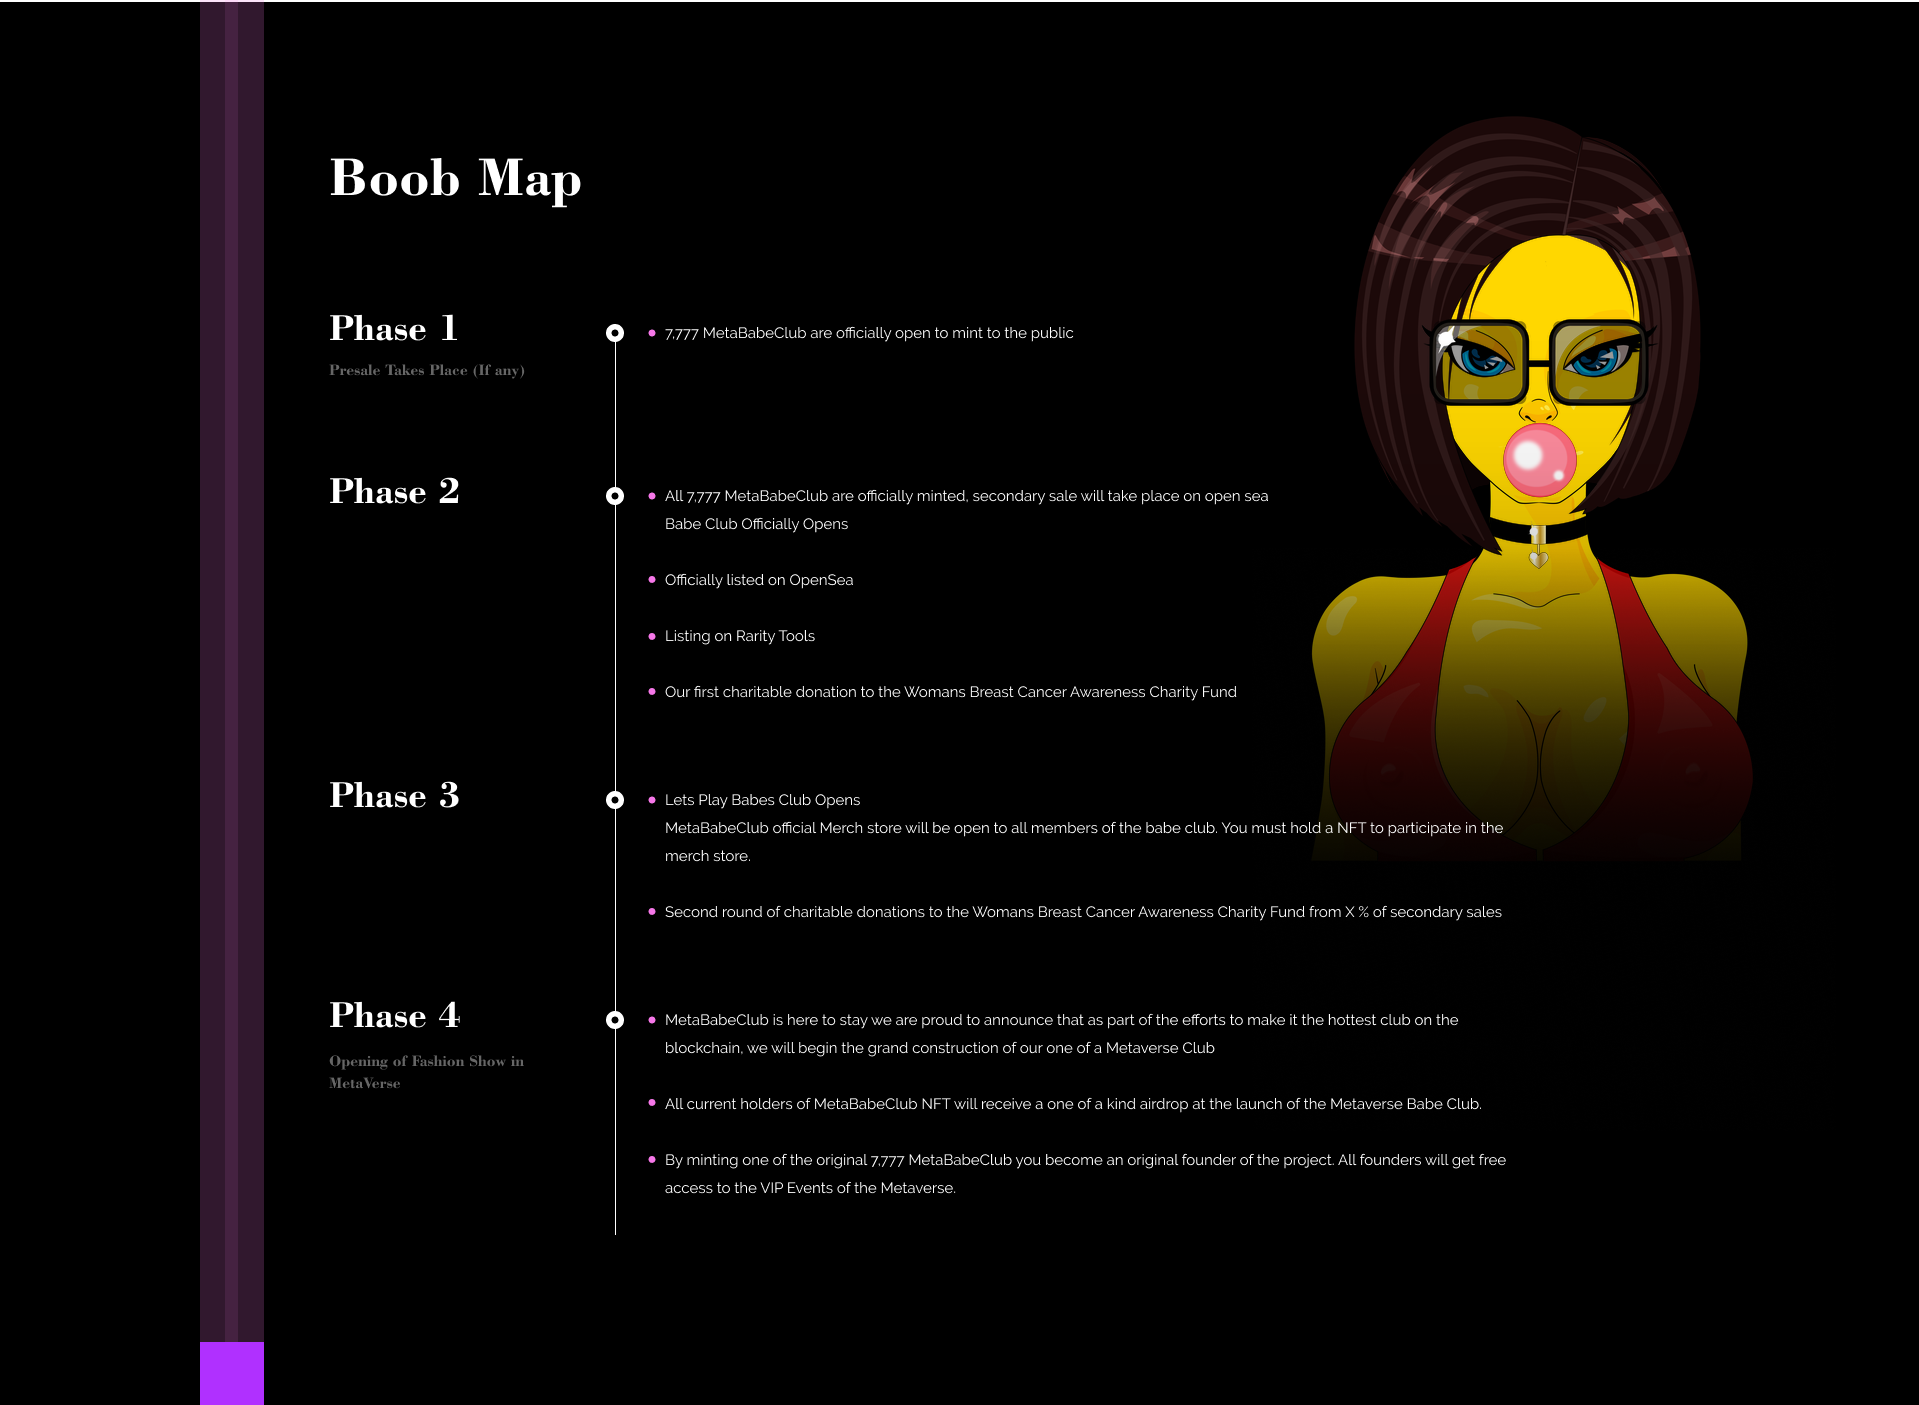 Boob Map
Phase 1
Presale Takes Place (If any)
7,777 MetaBabeClub are officially open to mint to the public
Phase 2
All 7,777 MetaBabeClub are officially minted, secondary sale will take place on open sea
Babe Club Officially Opens
Officially listed on OpenSea
Listing on Rarity Tools
Our first charitable donation to the Womans Breast Cancer Awareness Charity Fund
Phase 3
Lets Play Babes Club Opens
MetaBabeClub official Merch store will be open to all members of the babe club. You must hold a NFT to participate in the
merch store.
Second round of charitable donations to the Womans Breast Cancer Awareness Charity Fund from X % of secondary sales
Phase 4
Opening of Fashion Show in
MetaVerse
MetaBabeClub is here to stay we are proud to announce that as part of the efforts to make it the hottest club on the
blockchain, we will begin the grand construction of our one of a Metaverse Club
All current holders of MetaBabeClub NFT will receive a one of a kind airdrop at the launch of the Metaverse Babe Club.
By minting one of the original 7,777 MetaBabeClub you become an original founder of the project. All founders will get free
access to the VIP Events of the Metaverse.